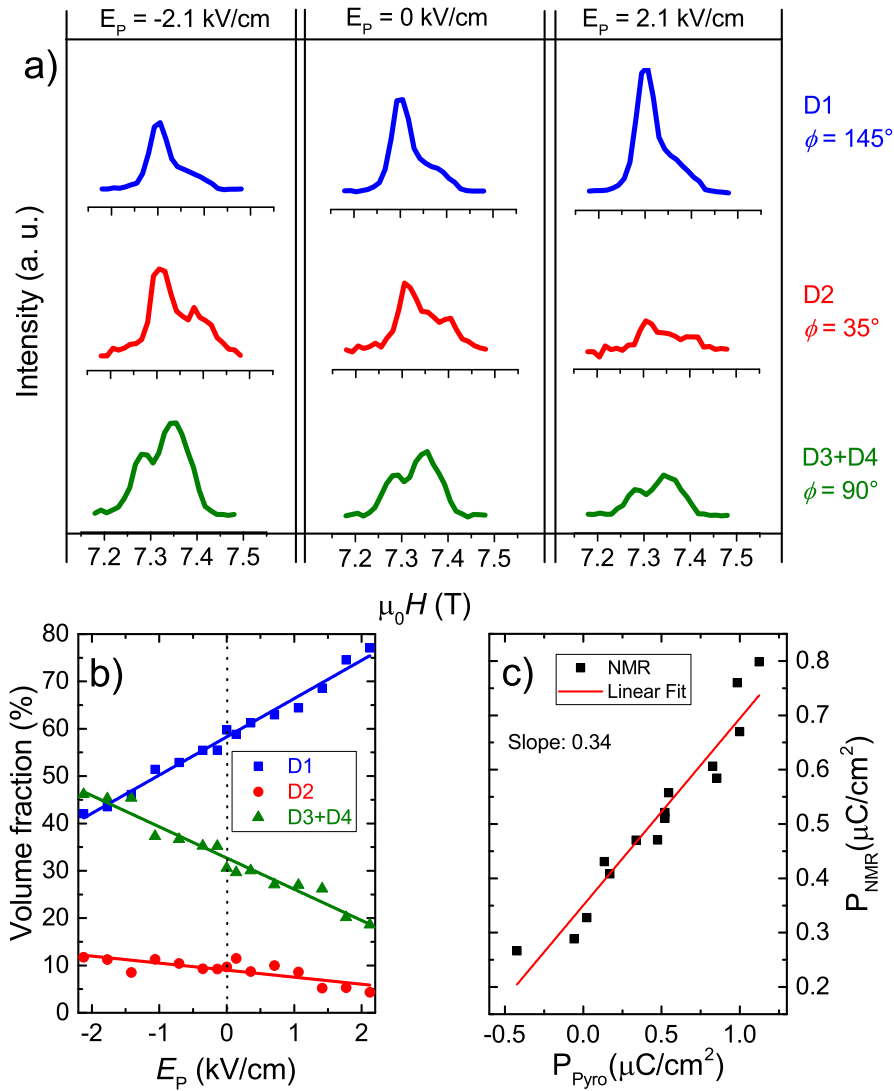 E_P = -2.1 kV/cm E_P = 0 kV/cm E_P = 2.1 kV/cm
a)
D1
ϕ = 145°
D2
ϕ = 35°
D3+D4
ϕ = 90°
Intensity (a. u.)
7.2 7.3 7.4 7.5 7.2 7.3 7.4 7.5 7.2 7.3 7.4 7.5
μ₀H (T)
b)
80
70
60
50
40
30
20
10
0
Volume fraction (%)
D1
D2
D3+D4
-2 -1 0 1 2
E_P (kV/cm)
c)
NMR
Linear Fit
Slope: 0.34
0.8
0.7
0.6
0.5
0.4
0.3
0.2
P_NMR(μC/cm²)
-0.5 0.0 0.5 1.0
P_Pyro(μC/cm²)